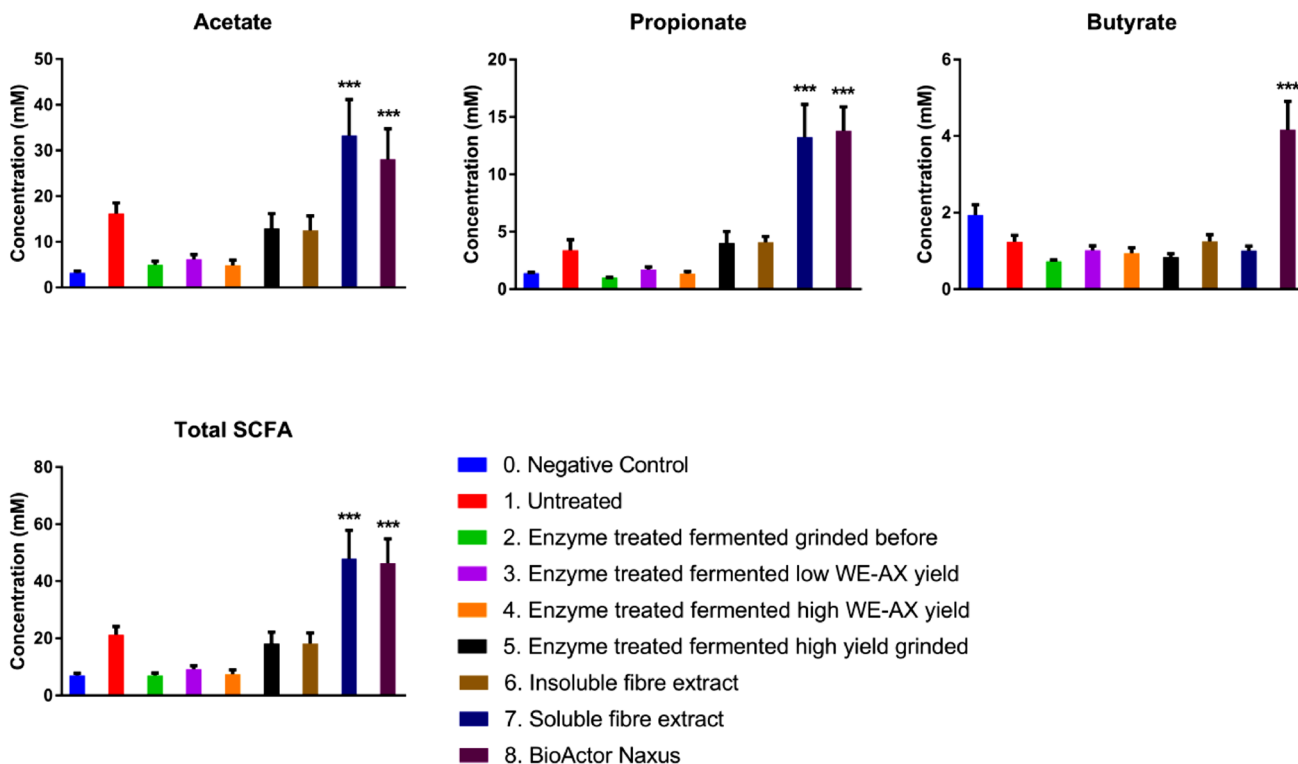 Acetate
Concentration (mM)
50
40
30
20
10
0
***
***
Propionate
Concentration (mM)
20
15
10
5
0
***
***
Butyrate
Concentration (mM)
6
4
2
0
***
Total SCFA
Concentration (mM)
80
60
40
20
0
***
***
0. Negative Control
1. Untreated
2. Enzyme treated fermented grinded before
3. Enzyme treated fermented low WE-AX yield
4. Enzyme treated fermented high WE-AX yield
5. Enzyme treated fermented high yield grinded
6. Insoluble fibre extract
7. Soluble fibre extract
8. BioActor Naxus